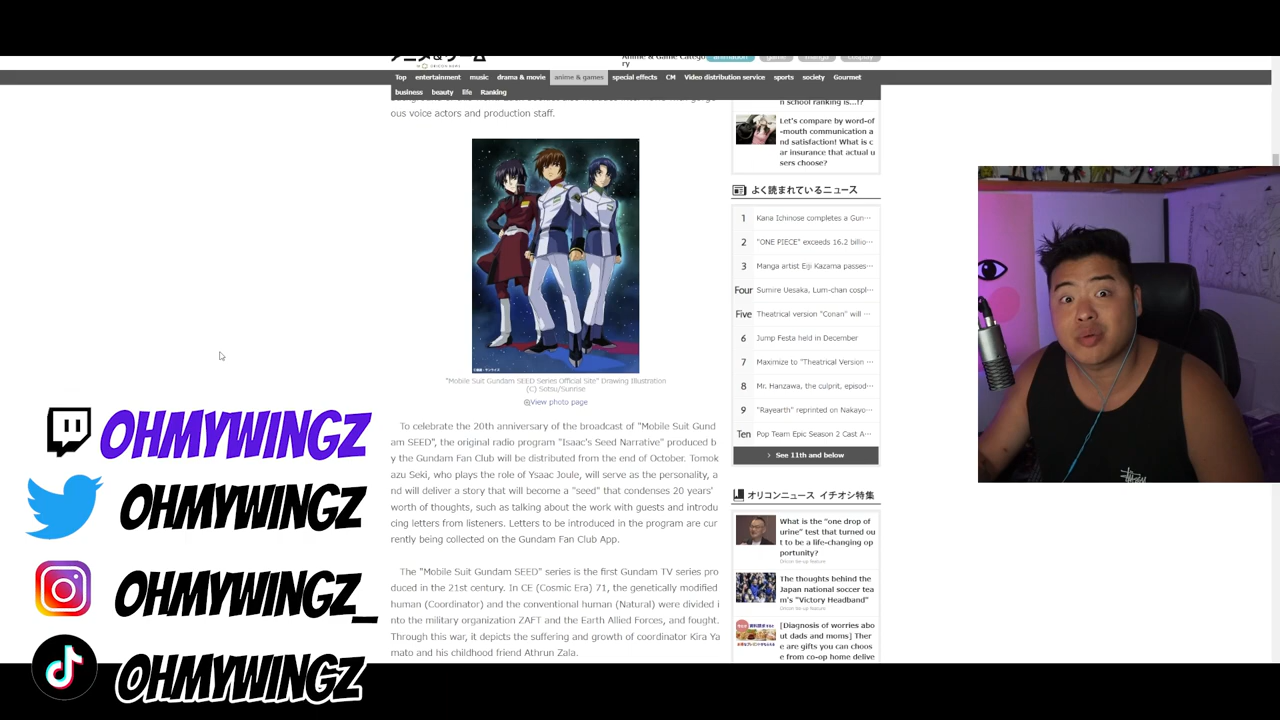 ry
animation
game
manga
cosplay
Top entertainment music drama & movie anime & games special effects CM Video distribution service sports society Gourmet
business beauty life Ranking
ous voice actors and production staff.
"Mobile Suit Gundam SEED Series Official Site" Drawing Illustration
(C) Sotsu/Sunrise
View photo page
To celebrate the 20th anniversary of the broadcast of "Mobile Suit Gund
am SEED", the original radio program "Isaac's Seed Narrative" produced b
y the Gundam Fan Club will be distributed from the end of October. Tomok
azu Seki, who plays the role of Ysaac Joule, will serve as the personality, a
nd will deliver a story that will become a "seed" that condenses 20 years'
worth of thoughts, such as talking about the work with guests and introdu
cing letters from listeners. Letters to be introduced in the program are cur
rently being collected on the Gundam Fan Club App.
The "Mobile Suit Gundam SEED" series is the first Gundam TV series pro
duced in the 21st century. In CE (Cosmic Era) 71, the genetically modified
human (Coordinator) and the conventional human (Natural) were divided i
nto the military organization ZAFT and the Earth Allied Forces, and fought.
Through this war, it depicts the suffering and growth of coordinator Kira Ya
mato and his childhood friend Athrun Zala.
n school ranking is...!?
Let's compare by word-of
-mouth communication a
nd satisfaction! What is c
ar insurance that actual u
sers choose?
よく読まれているニュース
1 Kana Ichinose completes a Gun…
2 "ONE PIECE" exceeds 16.2 billio…
3 Manga artist Eiji Kazama passes…
Four Sumire Uesaka, Lum-chan cospl…
Five Theatrical version "Conan" will …
6 Jump Festa held in December
7 Maximize to "Theatrical Version …
8 Mr. Hanzawa, the culprit, episod…
9 "Rayearth" reprinted on Nakayo…
Ten Pop Team Epic Season 2 Cast A…
> See 11th and below
オリコンニュース イチオシ特集
What is the "one drop of
urine" test that turned ou
t to be a life-changing op
portunity?
The thoughts behind the
Japan national soccer tea
m's "Victory Headband"
[Diagnosis of worries abo
ut dads and moms] Ther
e are gifts you can choos
e from co-op home delive
OHMYWINGZ
OHMYWINGZ
OHMYWINGZ_
OHMYWINGZ